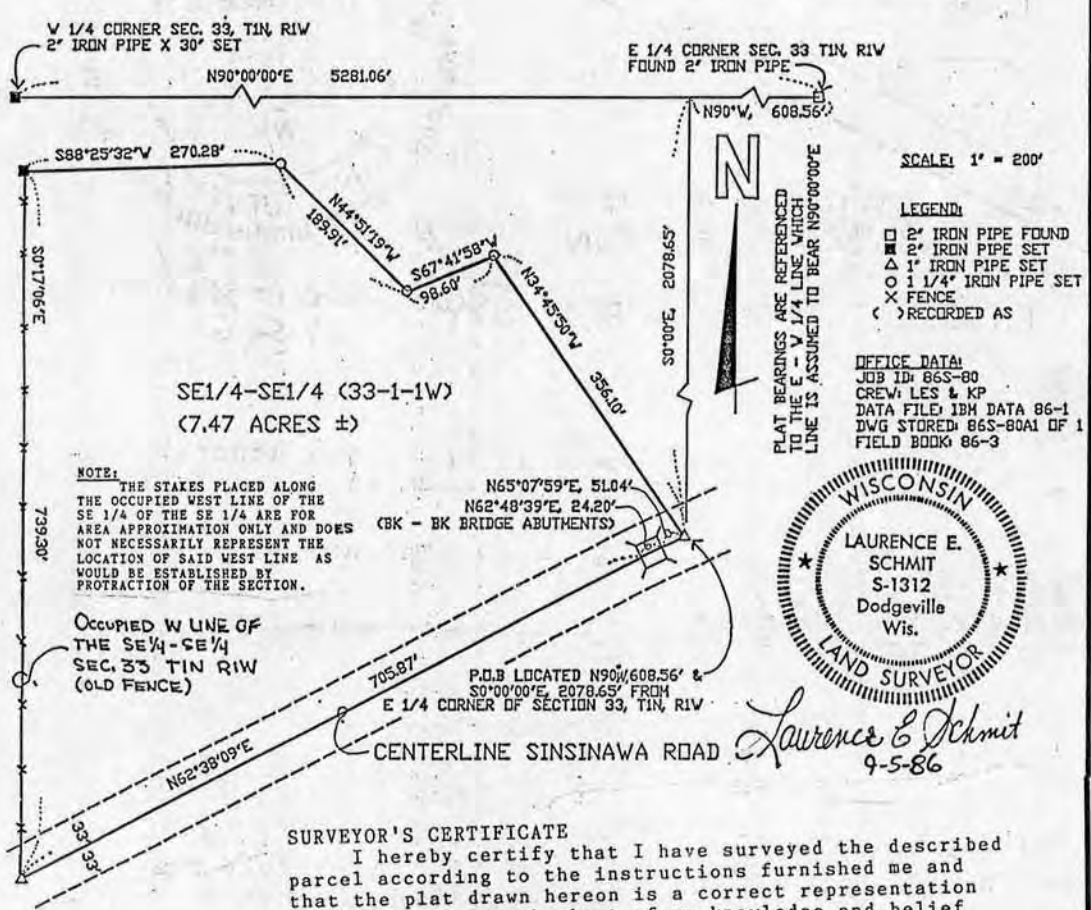 W 1/4 CORNER SEC. 33, T1N, R1W
2" IRON PIPE X 30" SET
E 1/4 CORNER SEC. 33 T1N, R1W
FOUND 2" IRON PIPE
N90°00'00"E 5281.06'
N90°W, 608.56'
S88°25'32"W 270.28'
N44°51'19"W
189.91'
S67°41'58"W
98.60'
N34°45'50"W
356.10'
S0°00'E 2078.65'
N
PLAT BEARINGS ARE REFERENCED
TO THE E - W 1/4 LINE WHICH
LINE IS ASSUMED TO BEAR N90°00'00"E
SCALE: 1" = 200'
LEGEND:
□ 2" IRON PIPE FOUND
■ 2" IRON PIPE SET
△ 1" IRON PIPE SET
○ 1 1/4" IRON PIPE SET
X FENCE
( ) RECORDED AS
OFFICE DATA:
JOB ID: 86S-80
CREW: LES & KP
DATA FILE: IBM DATA 86-1
DWG STORED: 86S-80A1 OF 1
FIELD BOOK: 86-3
S0°17'06"E
739.30'
SE1/4-SE1/4 (33-1-1W)
(7.47 ACRES ±)
NOTE:
THE STAKES PLACED ALONG
THE OCCUPIED WEST LINE OF THE
SE 1/4 OF THE SE 1/4 ARE FOR
AREA APPROXIMATION ONLY AND DOES
NOT NECESSARILY REPRESENT THE
LOCATION OF SAID WEST LINE AS
WOULD BE ESTABLISHED BY
PROTRACTION OF THE SECTION.
N65°07'59"E, 51.04'
N62°48'39"E, 24.20'
(BK - BK BRIDGE ABUTMENTS)
OCCUPIED W LINE OF
THE SE¼-SE¼
SEC. 33 T1N R1W
(OLD FENCE)
705.87'
N62°38'09"E
33' 33'
P.O.B LOCATED N90°W,608.56' &
S0°00'00"E, 2078.65' FROM
E 1/4 CORNER OF SECTION 33, T1N, R1W
CENTERLINE SINSINAWA ROAD
WISCONSIN
LAURENCE E.
SCHMIT
S-1312
Dodgeville
Wis.
LAND SURVEYOR
Laurence E Schmit
9-5-86
SURVEYOR'S CERTIFICATE
I hereby certify that I have surveyed the described
parcel according to the instructions furnished me and
that the plat drawn hereon is a correct representation
of my knowledge and belief